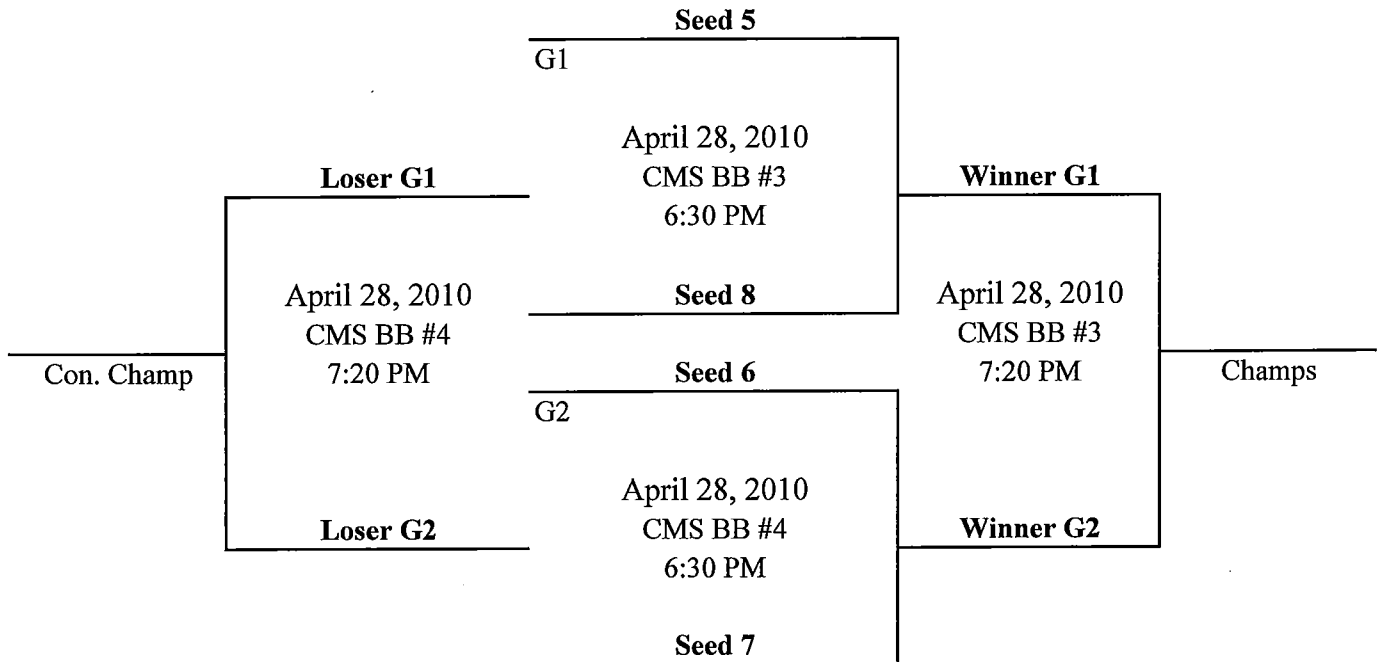 Seed 5
G1
April 28, 2010
CMS BB #3
6:30 PM
Loser G1
Winner G1
April 28, 2010
CMS BB #4
7:20 PM
Seed 8
April 28, 2010
CMS BB #3
7:20 PM
Con. Champ
Seed 6
Champs
G2
April 28, 2010
CMS BB #4
6:30 PM
Loser G2
Winner G2
Seed 7